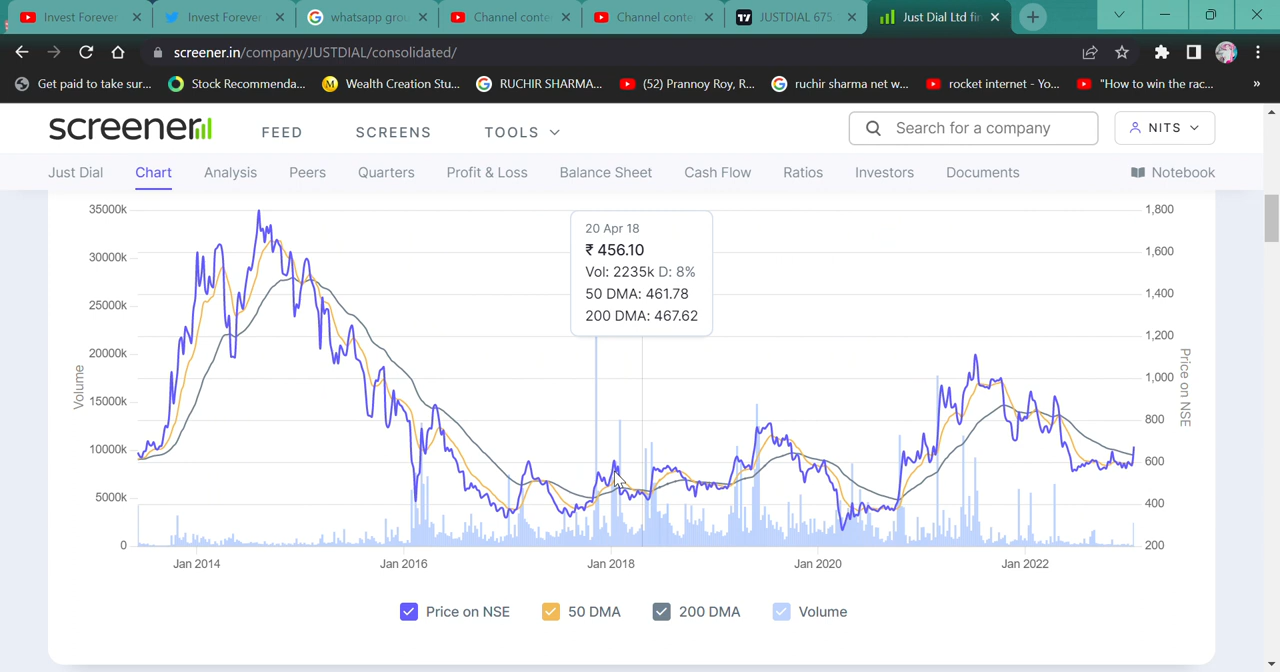 Invest Forever
Invest Forever
whatsapp grou
Channel conte
Channel conte
JUSTDIAL 675.
Just Dial Ltd fin
screener.in/company/JUSTDIAL/consolidated/
Get paid to take sur...
Stock Recommenda...
Wealth Creation Stu...
RUCHIR SHARMA...
(52) Prannoy Roy, R...
ruchir sharma net w...
rocket internet - Yo...
"How to win the rac...
»
screener
FEED
SCREENS
TOOLS
Search for a company
NITS
Just Dial
Chart
Analysis
Peers
Quarters
Profit & Loss
Balance Sheet
Cash Flow
Ratios
Investors
Documents
Notebook
35000k
30000k
25000k
20000k
15000k
10000k
5000k
0
Volume
20 Apr 18
₹ 456.10
Vol: 2235k D: 8%
50 DMA: 461.78
200 DMA: 467.62
1,800
1,600
1,400
1,200
1,000
800
600
400
200
Price on NSE
Jan 2014
Jan 2016
Jan 2018
Jan 2020
Jan 2022
Price on NSE
50 DMA
200 DMA
Volume